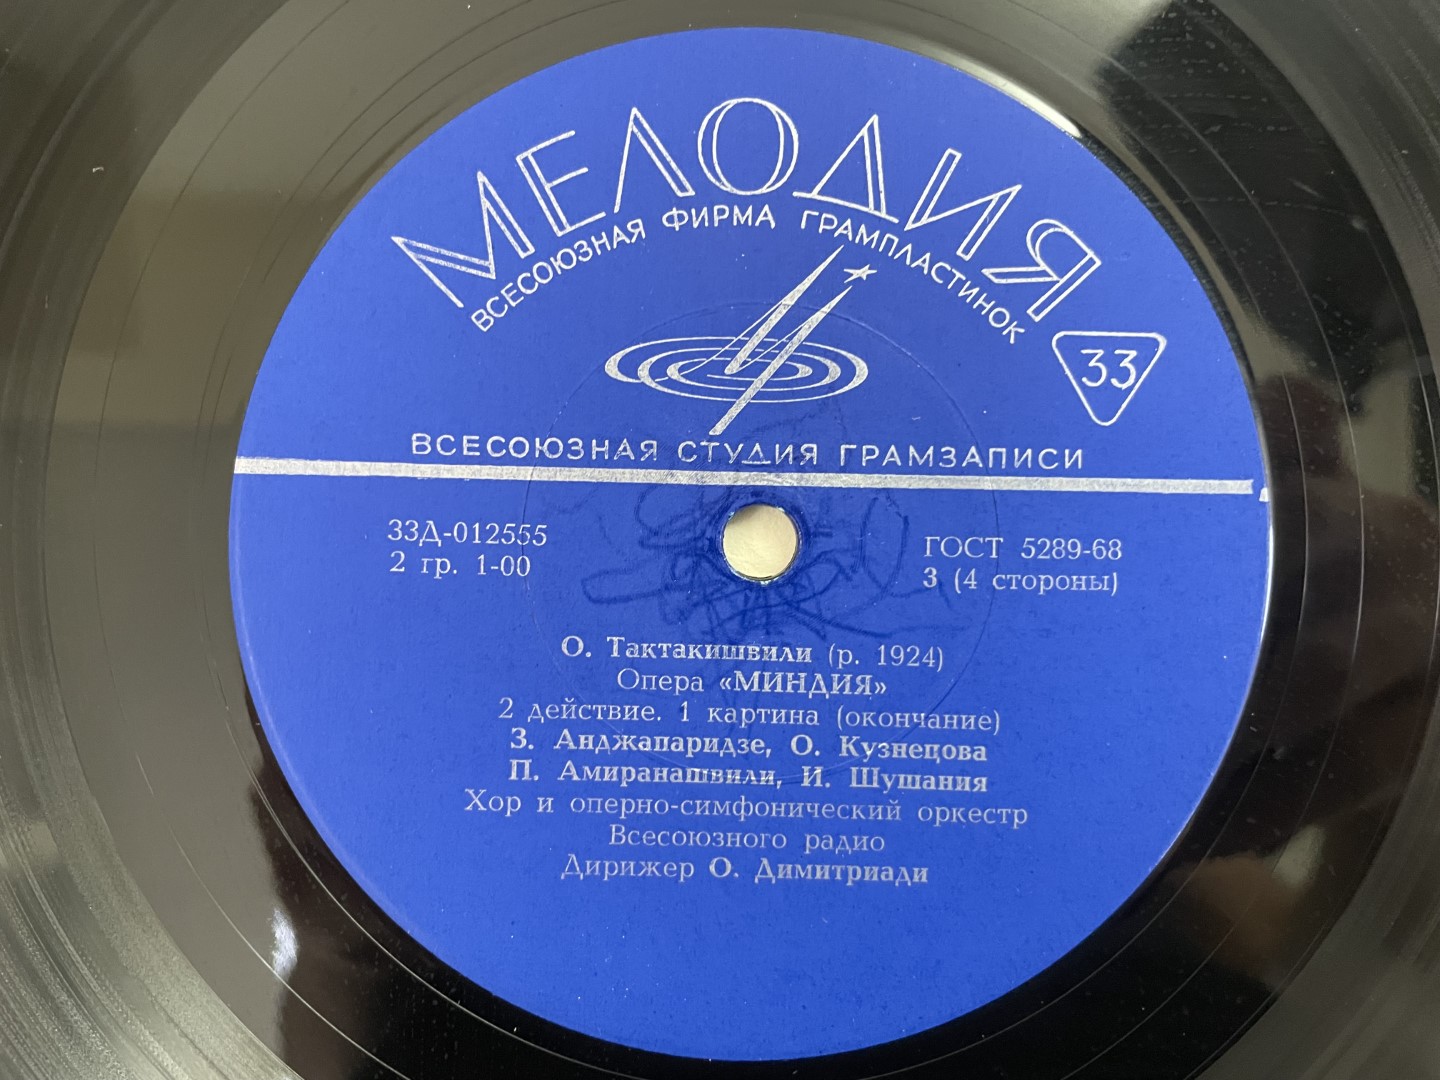 МЕЛОДИЯ
ВСЕСОЮЗНАЯ ФИРМА ГРАМПЛАСТИНОК
33
ВСЕСОЮЗНАЯ СТУДИЯ ГРАМЗАПИСИ
33Д-012555
2 гр. 1-00
ГОСТ 5289-68
3 (4 стороны)
О. Тактакишвили (р. 1924)
Опера «МИНДИЯ»
2 действие. 1 картина (окончание)
З. Анджапаридзе, О. Кузнецова
П. Амиранашвили, И. Шушания
Хор и оперно-симфонический оркестр
Всесоюзного радио
Дирижер О. Димитриади